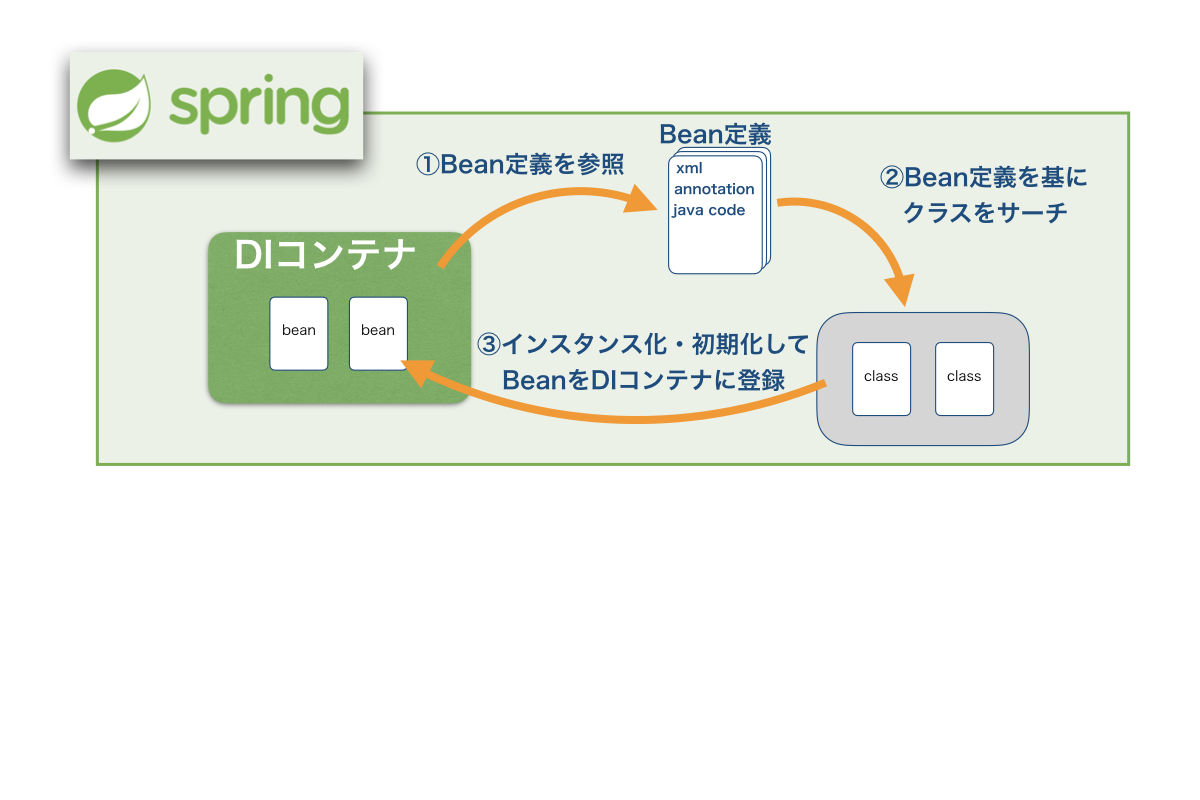 spring
Bean定義
①Bean定義を参照
xml
annotation
java code
②Bean定義を基に
クラスをサーチ
DIコンテナ
bean
bean
③インスタンス化・初期化して
BeanをDIコンテナに登録
class
class